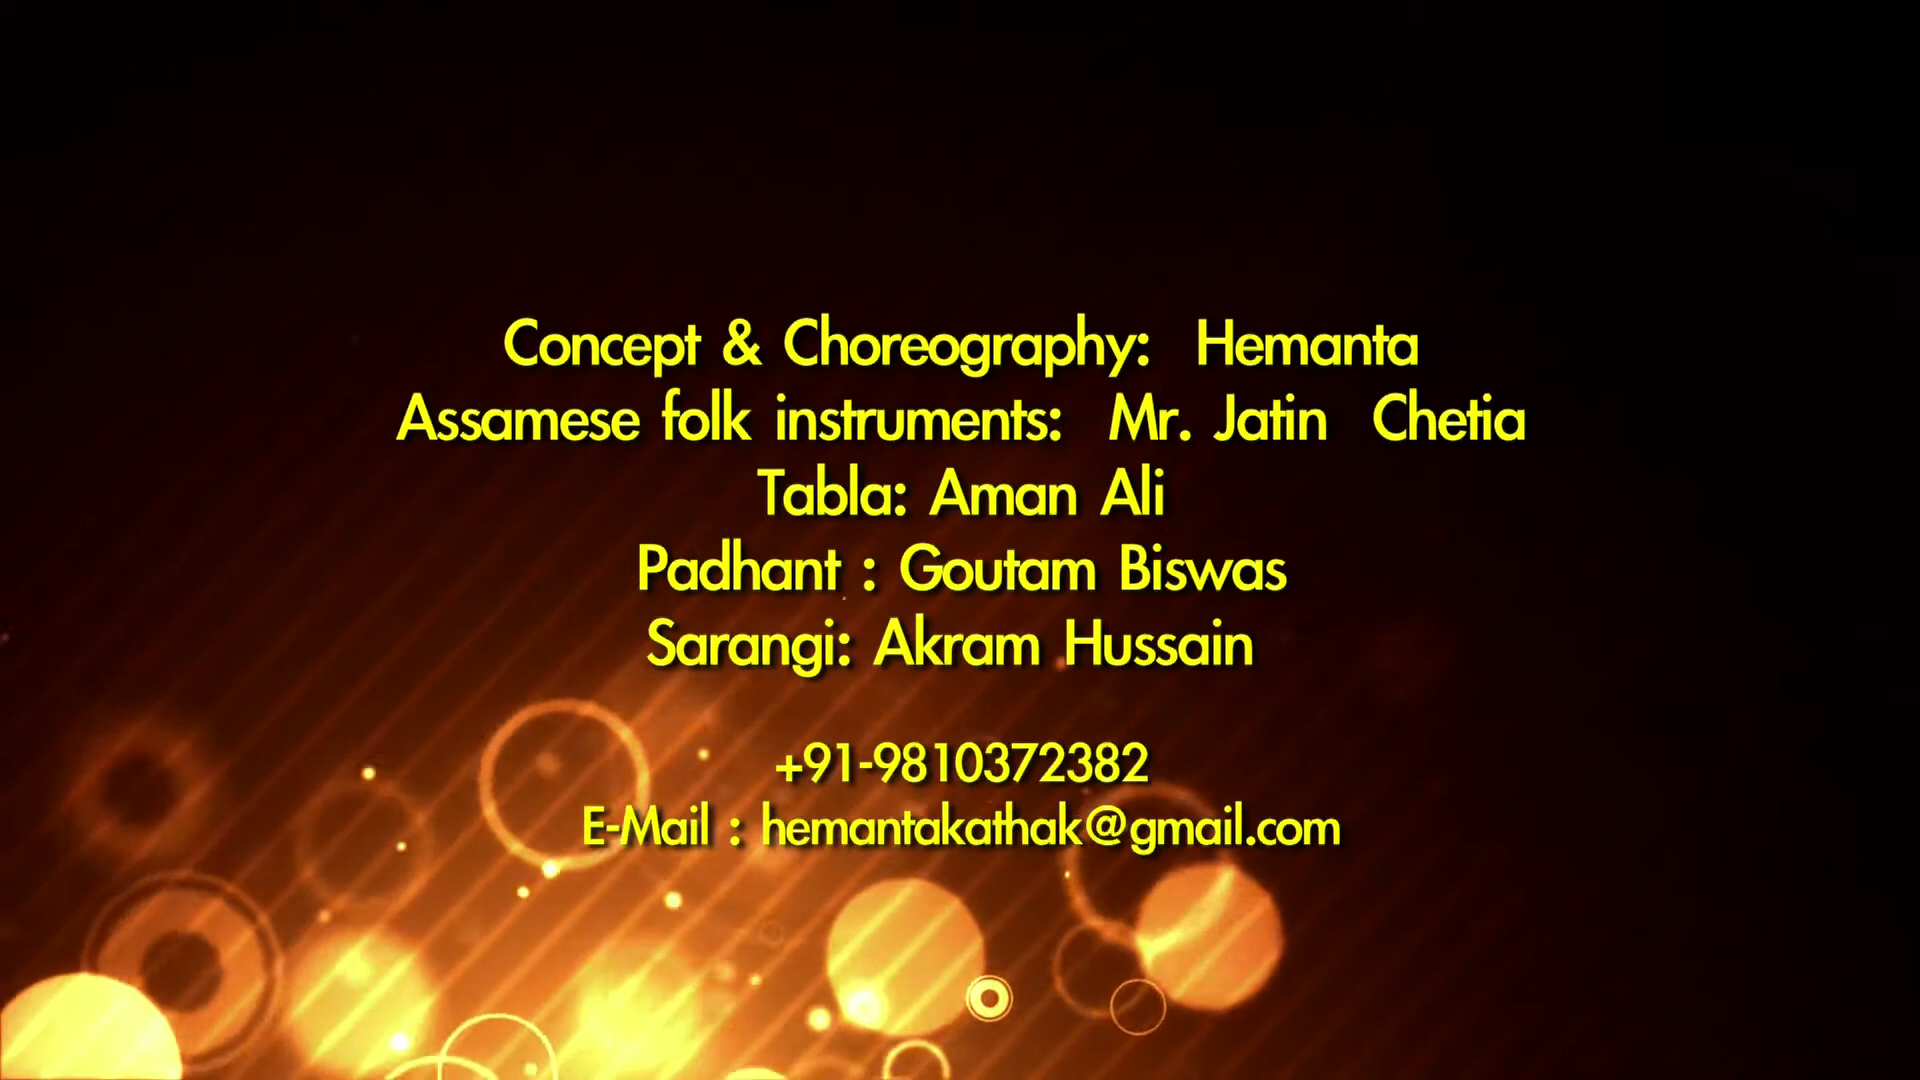 Concept & Choreography:  Hemanta
Assamese folk instruments:  Mr. Jatin  Chetia
Tabla: Aman Ali
Padhant : Goutam Biswas
Sarangi: Akram Hussain
+91-9810372382
E-Mail : hemantakathak@gmail.com